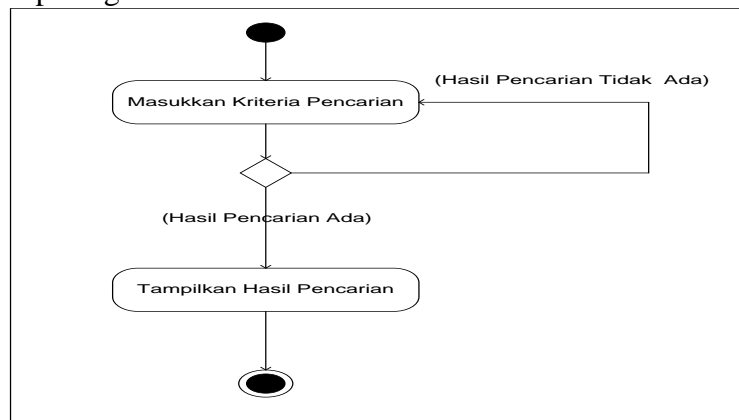 (Hasil Pencarian Tidak Ada)
Masukkan Kriteria Pencarian
(Hasil Pencarian Ada)
Tampilkan Hasil Pencarian